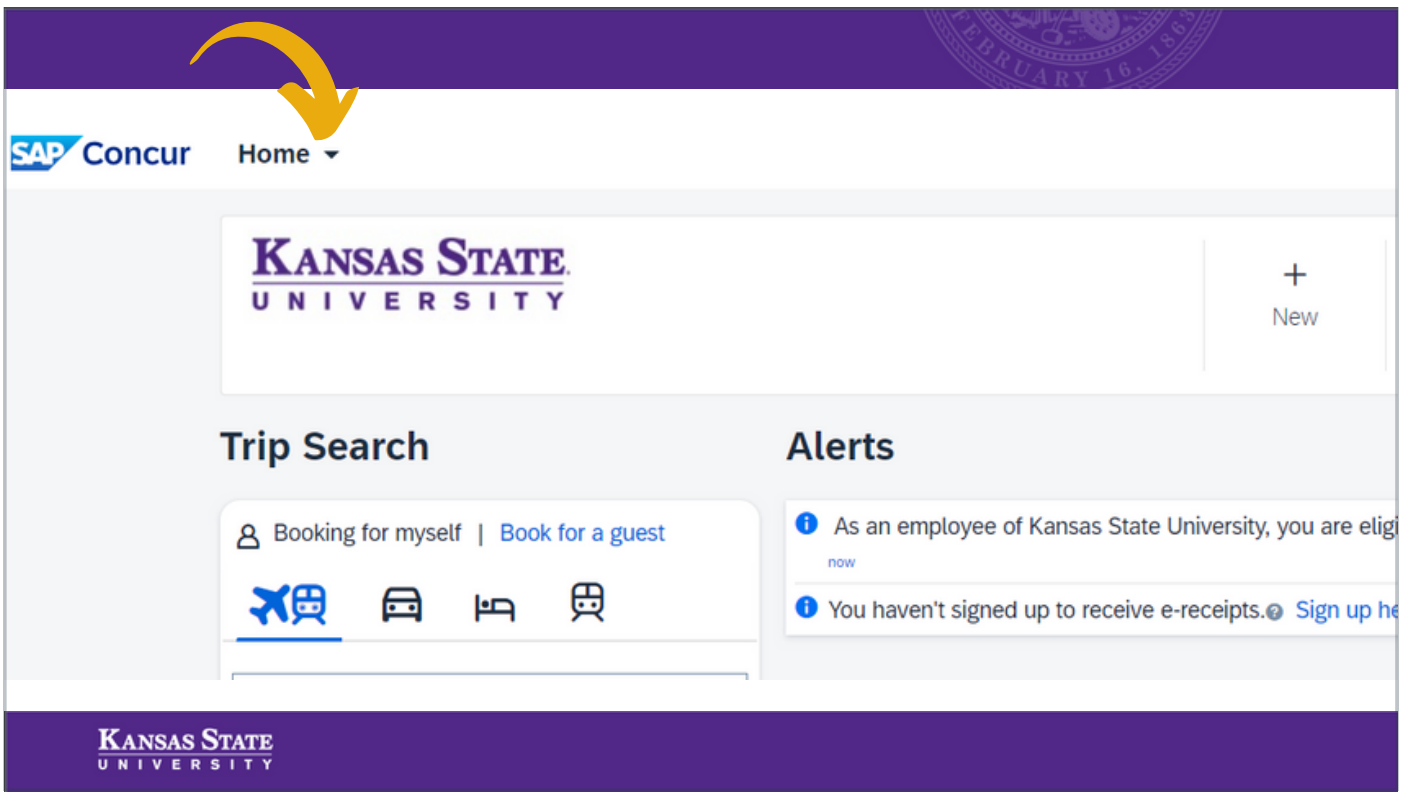 FEBRUARY 16, 1863
SAP Concur Home
KANSAS STATE
UNIVERSITY
+
New
Trip Search
Alerts
Booking for myself | Book for a guest
As an employee of Kansas State University, you are eligi
now
You haven't signed up to receive e-receipts. Sign up he
KANSAS STATE
UNIVERSITY